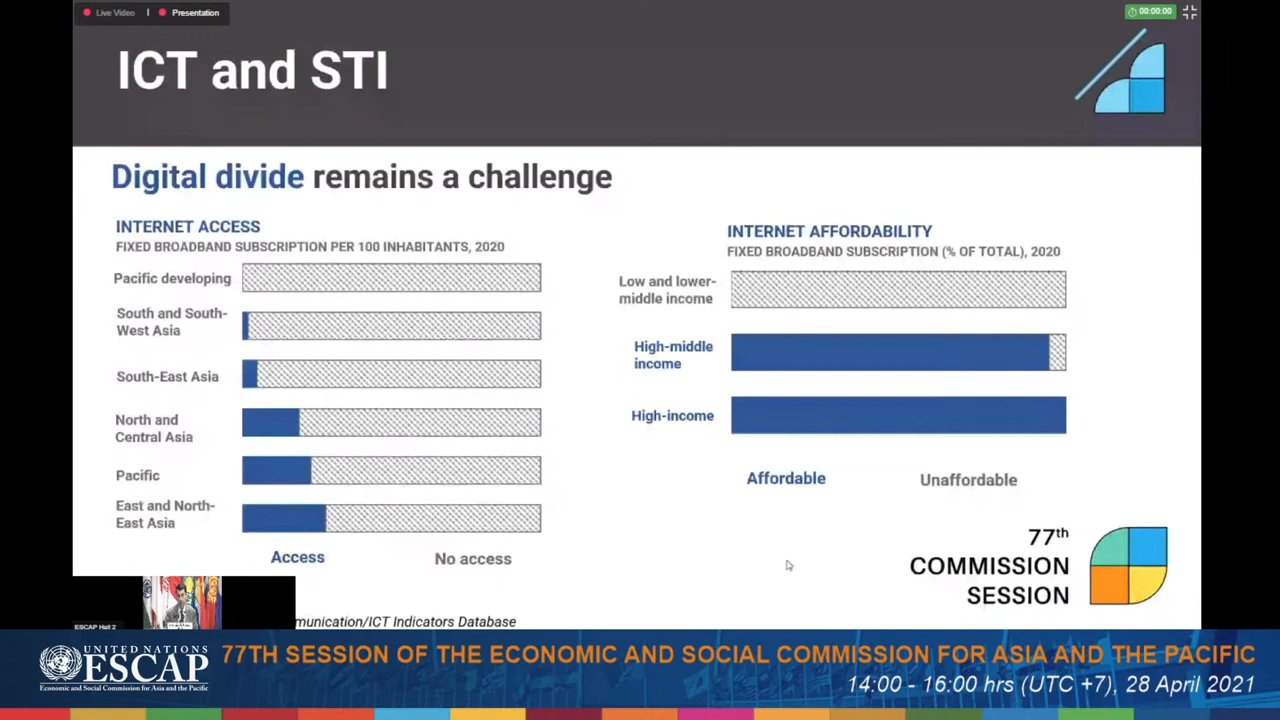 Live Video | Presentation
00:00:00
ICT and STI
Digital divide remains a challenge
INTERNET ACCESS
FIXED BROADBAND SUBSCRIPTION PER 100 INHABITANTS, 2020
Pacific developing
South and South-
West Asia
South-East Asia
North and
Central Asia
Pacific
East and North-
East Asia
Access
No access
INTERNET AFFORDABILITY
FIXED BROADBAND SUBSCRIPTION (% OF TOTAL), 2020
Low and lower-
middle income
High-middle
income
High-income
Affordable
Unaffordable
77th
COMMISSION
SESSION
ESCAP Hall 2
munication/ICT Indicators Database
UNITED NATIONS
ESCAP
Economic and Social Commission for Asia and the Pacific
77TH SESSION OF THE ECONOMIC AND SOCIAL COMMISSION FOR ASIA AND THE PACIFIC
14:00 - 16:00 hrs (UTC +7), 28 April 2021